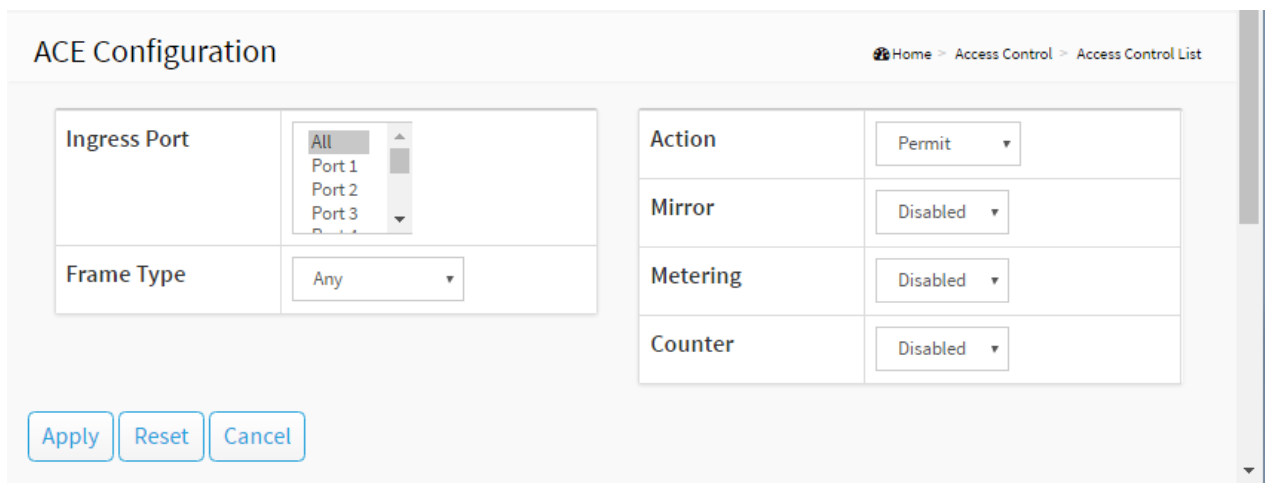 ACE Configuration
Home > Access Control > Access Control List
Ingress Port
All
Port 1
Port 2
Port 3
Frame Type
Any
Action
Permit
Mirror
Disabled
Metering
Disabled
Counter
Disabled
Apply Reset Cancel